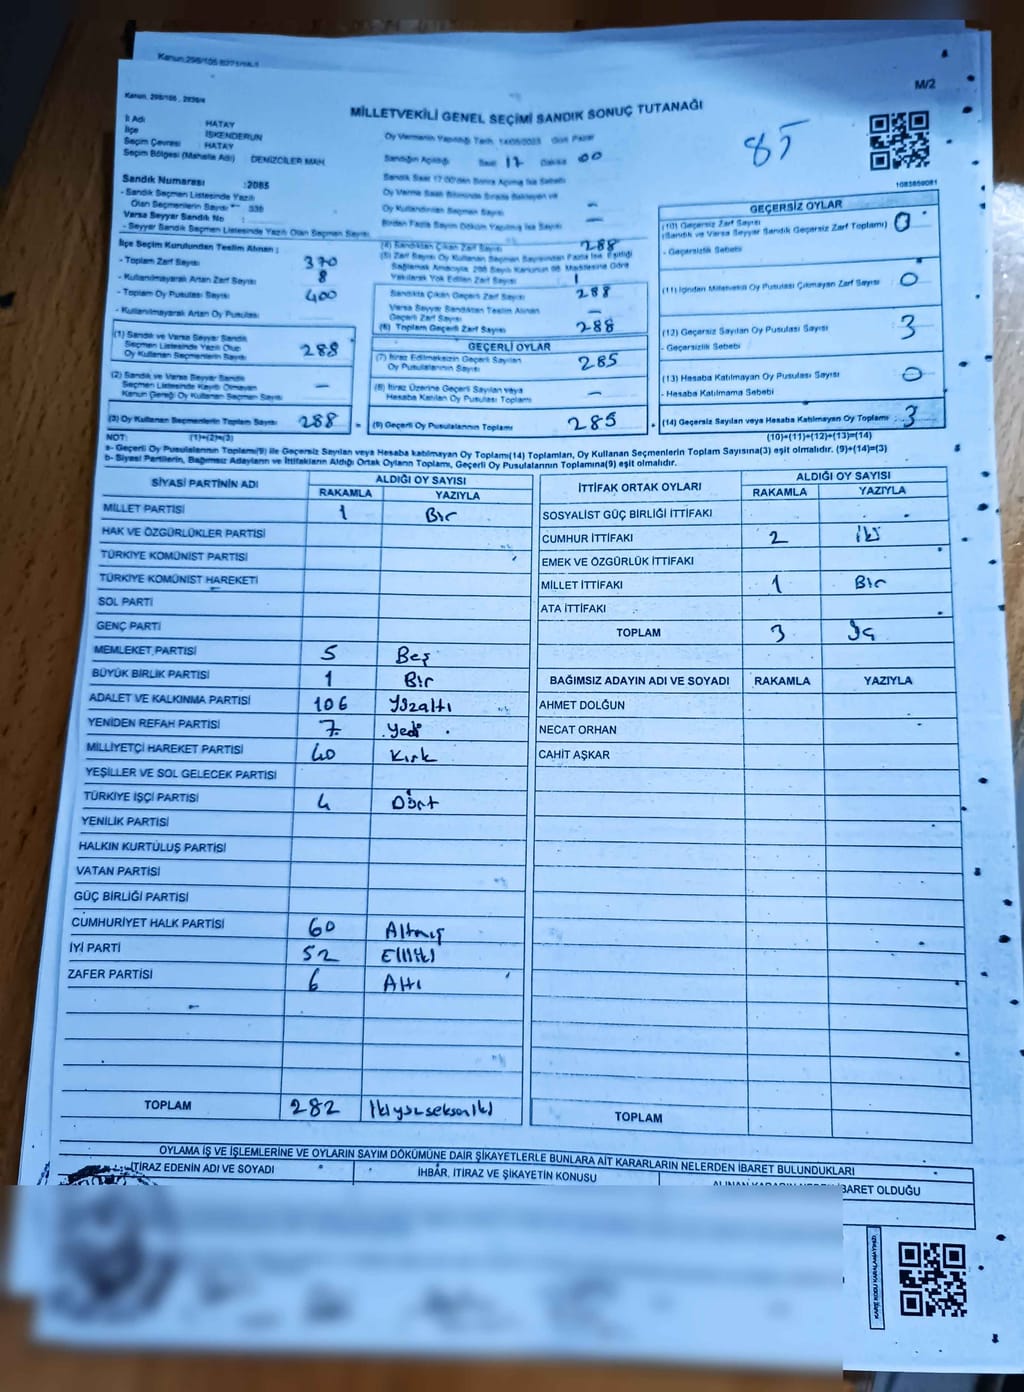 Kanun, 298/105
M/2
Kanun, 298/105, 2839/4
MİLLETVEKİLİ GENEL SEÇİMİ SANDIK SONUÇ TUTANAĞI
85
İl Adı HATAY
İlçe İSKENDERUN
Seçim Çevresi HATAY
Seçim Bölgesi (Mahalle Adı) DENİZCİLER MAH.
Sandık Numarası :2085
- Sandık Seçmen Listesinde Yazılı
Olan Seçmenlerin Sayısı
Varsa Seyyar Sandık No :
- Seyyar Sandık Seçmen Listesinde Yazılı Olan Seçmen Sayısı
Oy Vermenin Yapıldığı Tarih 14/05/2023 Gün Pazar
Sandığın Açıldığı Saat 17 Dakika 00
Sandık Saat 17:00'den Sonra Açılmış İse Sebebi
Oy Verme Saati Bitiminde Sırada Bekleyen ve
Oy Kullandırılan Seçmen Sayısı –
Birden Fazla Sayım Döküm Yapılmış İse Sayısı –
İlçe Seçim Kurulundan Teslim Alınan ;
- Toplam Zarf Sayısı 370
- Kullanılmayarak Artan Zarf Sayısı 8
- Toplam Oy Pusulası Sayısı 400
- Kullanılmayarak Artan Oy Pusulası
(1) Sandık ve Varsa Seyyar Sandık
Seçmen Listesinde Yazılı Olup
Oy Kullanan Seçmenlerin Sayısı 288
(2) Sandık ve Varsa Seyyar Sandık
Seçmen Listesinde Kayıtlı Olmayan
Kanun Gereği Oy Kullanan Seçmen Sayısı –
(3) Oy Kullanan Seçmenlerin Toplam Sayısı 288
(4) Sandıktan Çıkan Zarf Sayısı 288
(5) Zarf Sayısı Oy Kullanan Seçmen Sayısından Fazla İse, Eşitliği
Sağlamak Amacıyla, 298 Sayılı Kanunun 98. Maddesine Göre
Yakılarak Yok Edilen Zarf Sayısı
Sandıkta Çıkan Geçerli Zarf Sayısı 288
Varsa Seyyar Sandıktan Teslim Alınan
Geçerli Zarf Sayısı –
(6) Toplam Geçerli Zarf Sayısı 288
GEÇERLİ OYLAR
(7) İtiraz Edilmeksizin Geçerli Sayılan
Oy Pusulalarının Sayısı 285
(8) İtiraz Üzerine Geçerli Sayılan veya
Hesaba Katılan Oy Pusulası Toplamı –
= (9) Geçerli Oy Pusulalarının Toplamı 285
1083859081
GEÇERSİZ OYLAR
(10) Geçersiz Zarf Sayısı
(Sandık ve Varsa Seyyar Sandık Geçersiz Zarf Toplamı) 0
- Geçersizlik Sebebi
(11) İçinden Milletvekili Oy Pusulası Çıkmayan Zarf Sayısı 0
(12) Geçersiz Sayılan Oy Pusulası Sayısı 3
- Geçersizlik Sebebi
(13) Hesaba Katılmayan Oy Pusulası Sayısı 0
- Hesaba Katılmama Sebebi
+ (14) Geçersiz Sayılan veya Hesaba Katılmayan Oy Toplamı 3
NOT: (1)+(2)=(3) (10)+(11)+(12)+(13)=(14)
a- Geçerli Oy Pusulalarının Toplamı(9) ile Geçersiz Sayılan veya Hesaba katılmayan Oy Toplamı(14) Toplamları, Oy Kullanan Seçmenlerin Toplam Sayısına(3) eşit olmalıdır. (9)+(14)=(3)
b- Siyasi Partilerin, Bağımsız Adayların ve İttifakların Aldığı Ortak Oyların Toplamı, Geçerli Oy Pusulalarının Toplamına(9) eşit olmalıdır.
SİYASİ PARTİNİN ADI ALDIĞI OY SAYISI
RAKAMLA YAZIYLA
MİLLET PARTİSİ 1 Bir
HAK VE ÖZGÜRLÜKLER PARTİSİ
TÜRKİYE KOMÜNİST PARTİSİ
TÜRKİYE KOMÜNİST HAREKETİ
SOL PARTİ
GENÇ PARTİ
MEMLEKET PARTİSİ 5 Beş
BÜYÜK BİRLİK PARTİSİ 1 Bir
ADALET VE KALKINMA PARTİSİ 106 Yüzaltı
YENİDEN REFAH PARTİSİ 7 Yedi
MİLLİYETÇİ HAREKET PARTİSİ 40 Kırk
YEŞİLLER VE SOL GELECEK PARTİSİ
TÜRKİYE İŞÇİ PARTİSİ 4 Dört
YENİLİK PARTİSİ
HALKIN KURTULUŞ PARTİSİ
VATAN PARTİSİ
GÜÇ BİRLİĞİ PARTİSİ
CUMHURİYET HALK PARTİSİ 60 Altmış
İYİ PARTİ 52 Elliiki
ZAFER PARTİSİ 6 Altı
TOPLAM 282 İkiyüzsekseniki
İTTİFAK ORTAK OYLARI ALDIĞI OY SAYISI
RAKAMLA YAZIYLA
SOSYALİST GÜÇ BİRLİĞİ İTTİFAKI
CUMHUR İTTİFAKI 2 İki
EMEK VE ÖZGÜRLÜK İTTİFAKI
MİLLET İTTİFAKI 1 Bir
ATA İTTİFAKI
TOPLAM 3 Üç
BAĞIMSIZ ADAYIN ADI VE SOYADI RAKAMLA YAZIYLA
AHMET DOLĞUN
NECAT ORHAN
CAHİT AŞKAR
TOPLAM
OYLAMA İŞ VE İŞLEMLERİNE VE OYLARIN SAYIM DÖKÜMÜNE DAİR ŞİKAYETLERLE BUNLARA AİT KARARLARIN NELERDEN İBARET BULUNDUKLARI
İTİRAZ EDENİN ADI VE SOYADI İHBAR, İTİRAZ VE ŞİKAYETİN KONUSU İBARET OLDUĞU
KARE KODU KARALAMAYINIZ